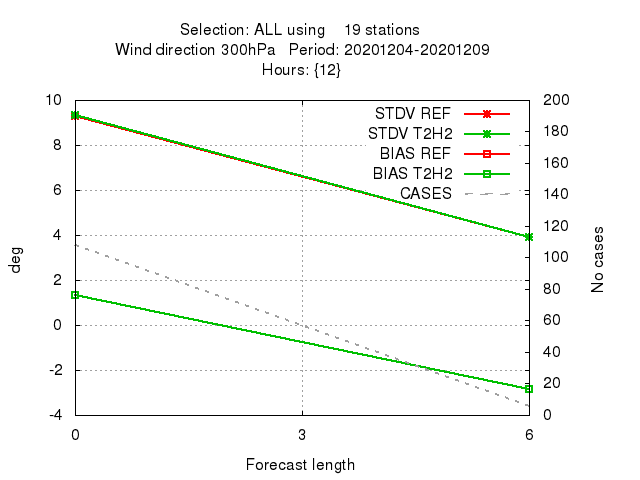 Selection: ALL using 19 stations
Wind direction 300hPa Period: 20201204-20201209
Hours: {12}
10
8
6
4
2
0
-2
-4
deg
STDV REF
STDV T2H2
BIAS REF
BIAS T2H2
CASES
200
180
160
140
120
100
80
60
40
20
0
No cases
0 3 6
Forecast length